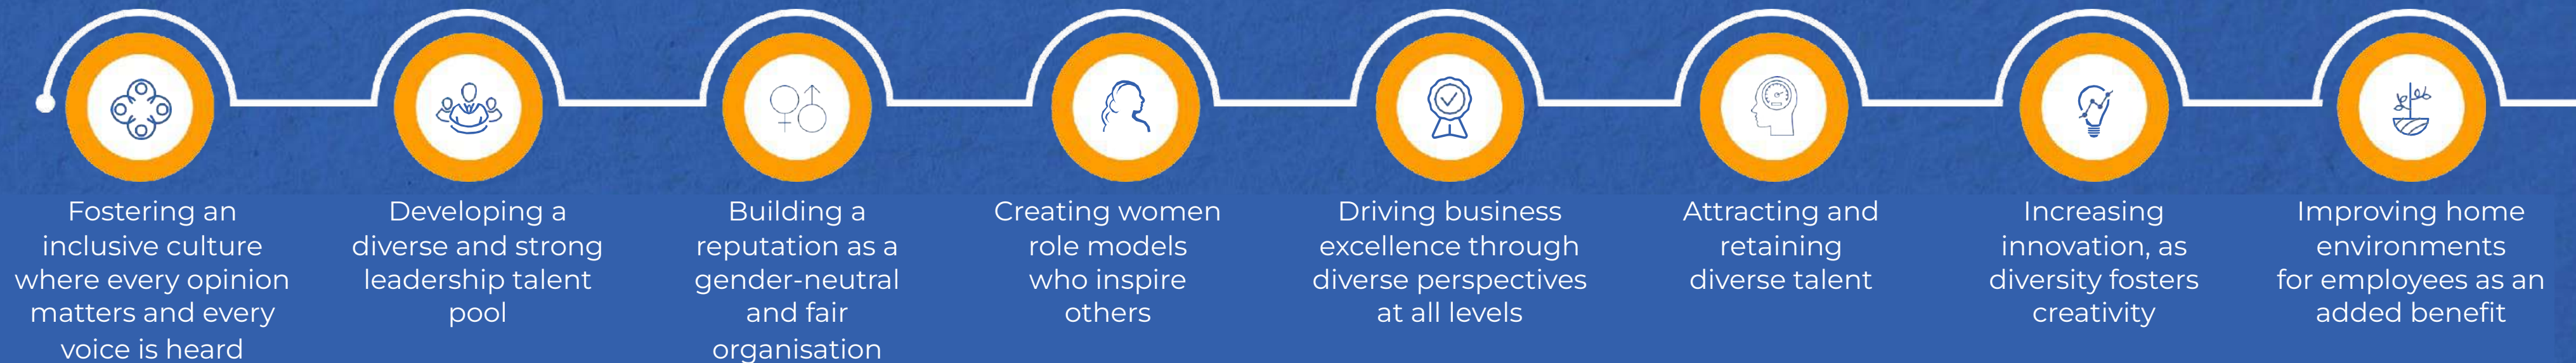 Fostering an
inclusive culture
where every opinion
matters and every
voice is heard
Developing a
diverse and strong
leadership talent
pool
Building a
reputation as a
gender-neutral
and fair
organisation
Creating women
role models
who inspire
others
Driving business
excellence through
diverse perspectives
at all levels
Attracting and
retaining
diverse talent
Increasing
innovation, as
diversity fosters
creativity
Improving home
environments
for employees as an
added benefit